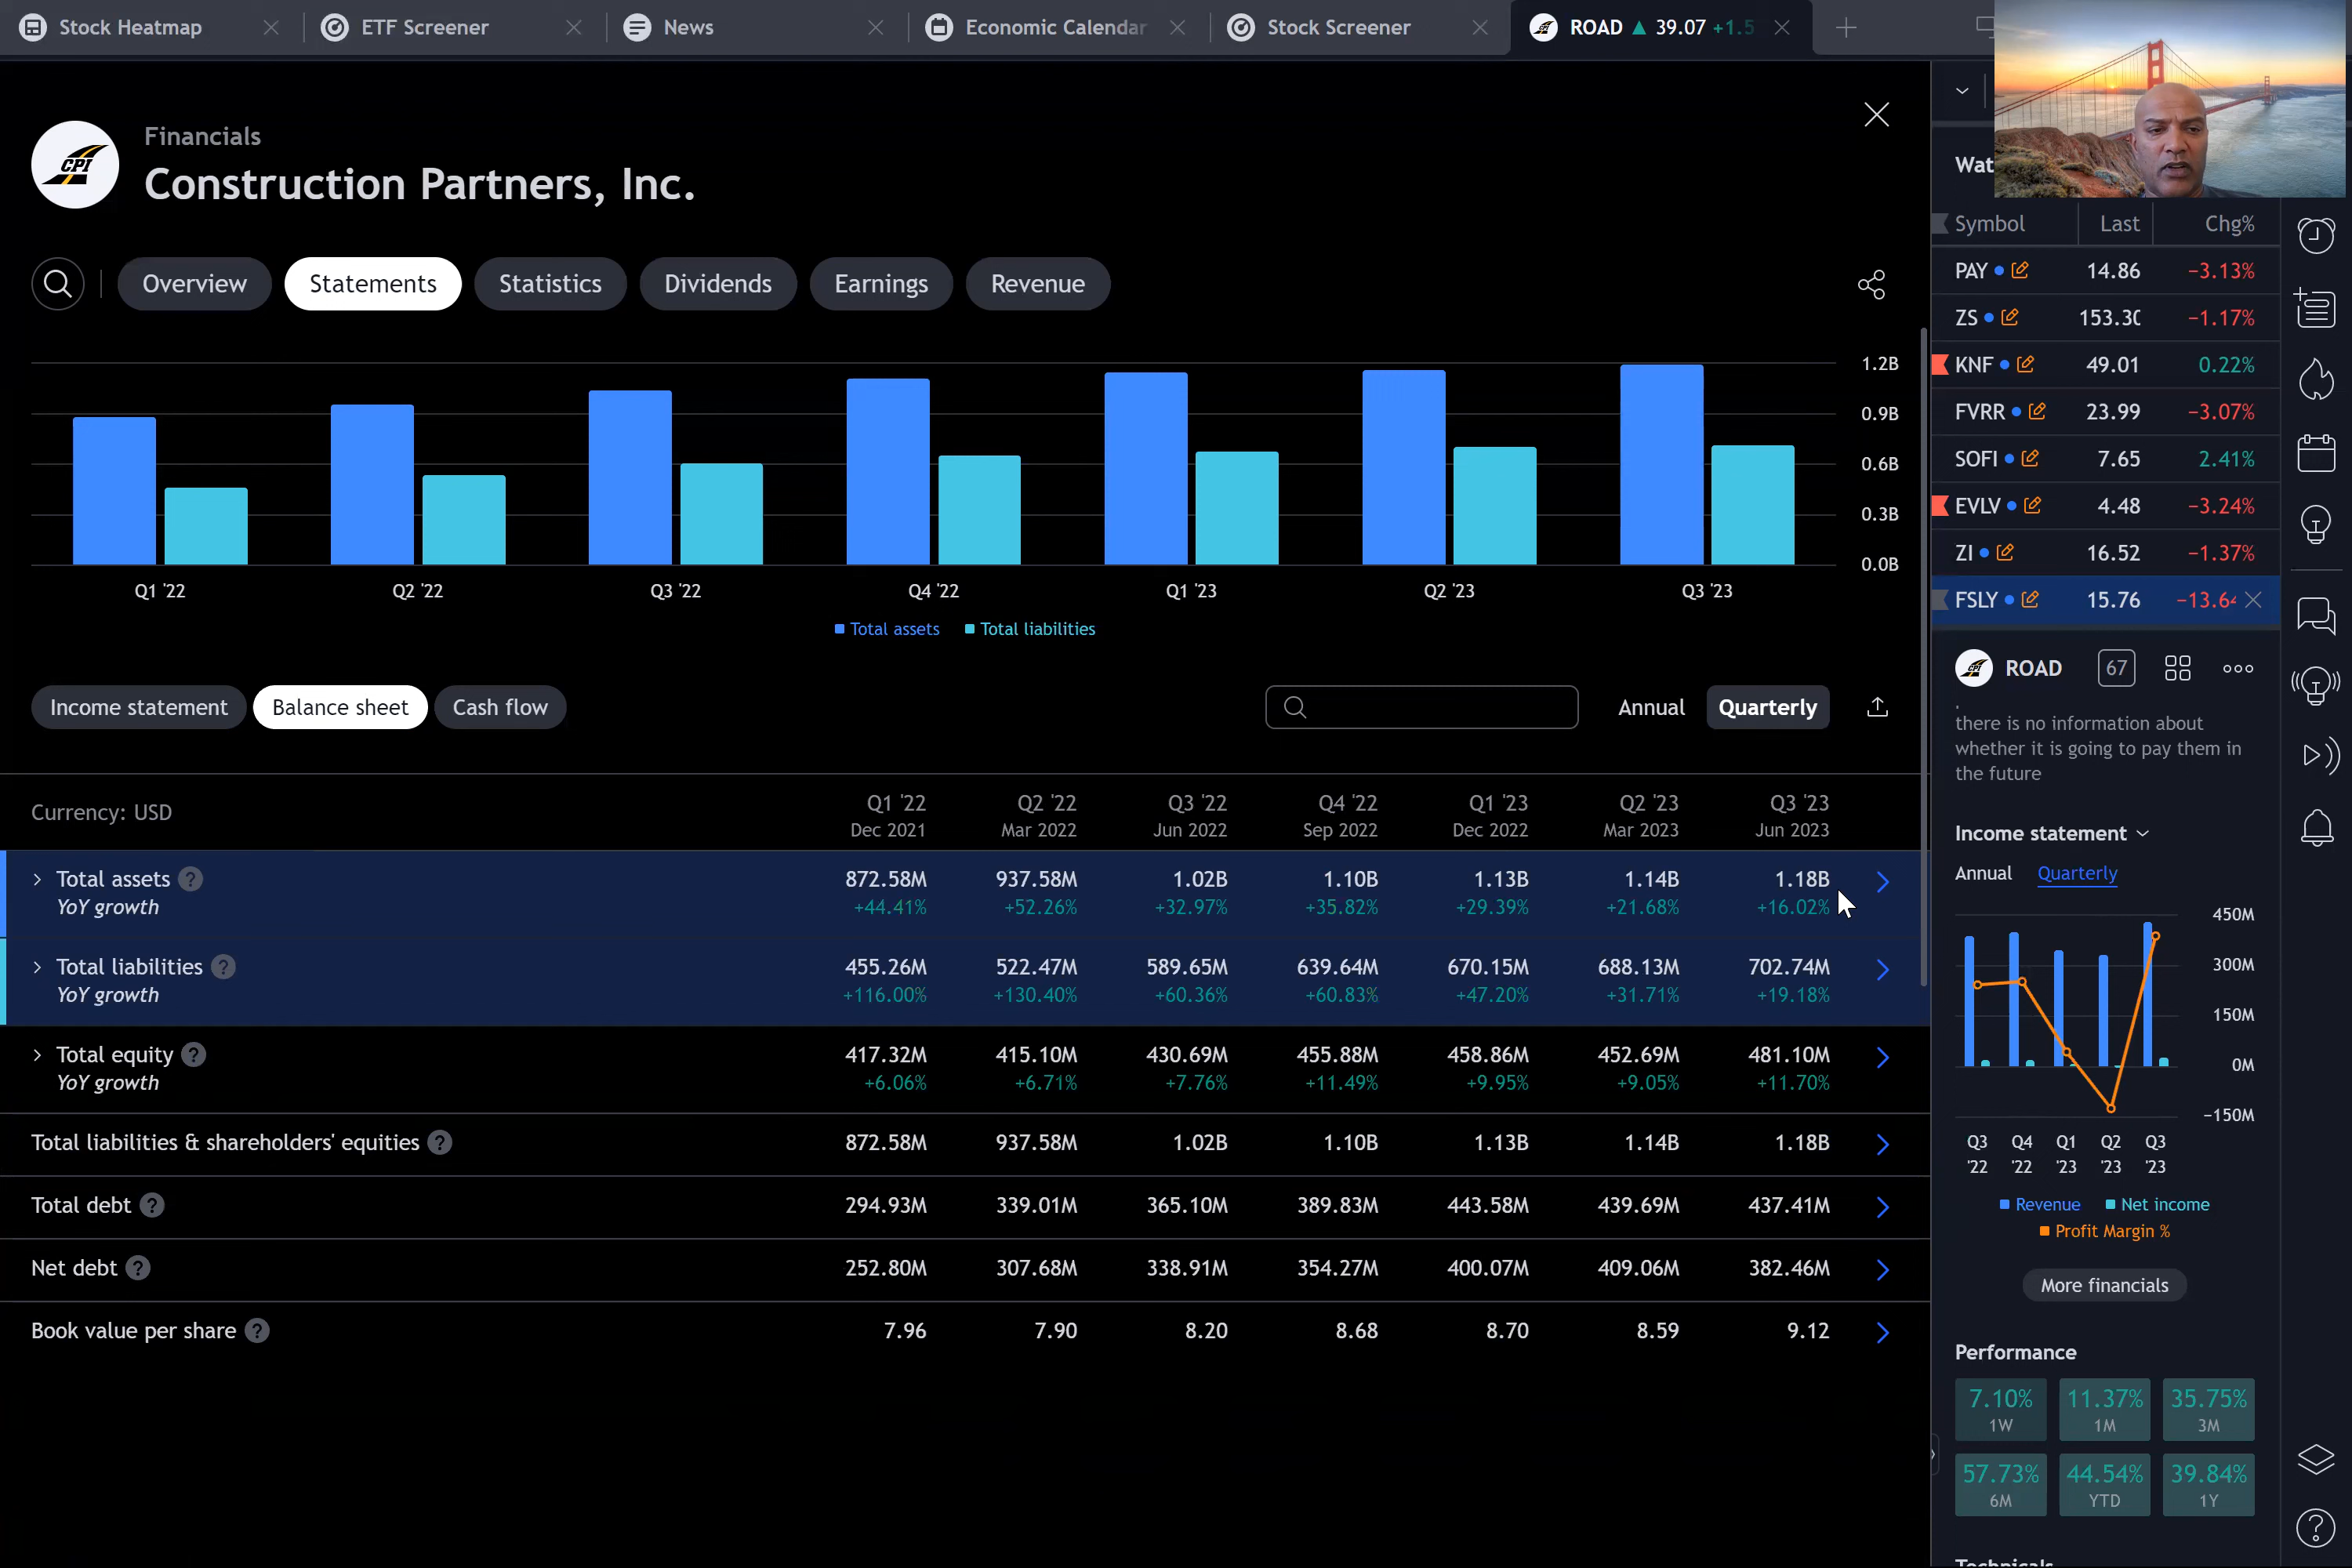 Stock Heatmap
ETF Screener
News
Economic Calendar
Stock Screener
ROAD ▲ 39.07 +1.5
CPI
Financials
Construction Partners, Inc.
Overview
Statements
Statistics
Dividends
Earnings
Revenue
1.2B
0.9B
0.6B
0.3B
0.0B
Q1 '22 Q2 '22 Q3 '22 Q4 '22 Q1 '23 Q2 '23 Q3 '23
Total assets Total liabilities
Income statement
Balance sheet
Cash flow
Annual
Quarterly
Currency: USD
Q1 '22 Q2 '22 Q3 '22 Q4 '22 Q1 '23 Q2 '23 Q3 '23
Dec 2021 Mar 2022 Jun 2022 Sep 2022 Dec 2022 Mar 2023 Jun 2023
Total assets ? 872.58M 937.58M 1.02B 1.10B 1.13B 1.14B 1.18B
YoY growth +44.41% +52.26% +32.97% +35.82% +29.39% +21.68% +16.02%
Total liabilities ? 455.26M 522.47M 589.65M 639.64M 670.15M 688.13M 702.74M
YoY growth +116.00% +130.40% +60.36% +60.83% +47.20% +31.71% +19.18%
Total equity ? 417.32M 415.10M 430.69M 455.88M 458.86M 452.69M 481.10M
YoY growth +6.06% +6.71% +7.76% +11.49% +9.95% +9.05% +11.70%
Total liabilities & shareholders' equities ? 872.58M 937.58M 1.02B 1.10B 1.13B 1.14B 1.18B
Total debt ? 294.93M 339.01M 365.10M 389.83M 443.58M 439.69M 437.41M
Net debt ? 252.80M 307.68M 338.91M 354.27M 400.07M 409.06M 382.46M
Book value per share ? 7.96 7.90 8.20 8.68 8.70 8.59 9.12
Wat
Symbol Last Chg%
PAY 14.86 −3.13%
ZS 153.30 −1.17%
KNF 49.01 0.22%
FVRR 23.99 −3.07%
SOFI 7.65 2.41%
EVLV 4.48 −3.24%
ZI 16.52 −1.37%
FSLY 15.76 −13.64
ROAD 67
there is no information about
whether it is going to pay them in
the future
Income statement
Annual Quarterly
450M
300M
150M
0M
−150M
Q3 Q4 Q1 Q2 Q3
'22 '22 '23 '23 '23
Revenue Net income
Profit Margin %
More financials
Performance
7.10% 11.37% 35.75%
1W 1M 3M
57.73% 44.54% 39.84%
6M YTD 1Y
Technicals